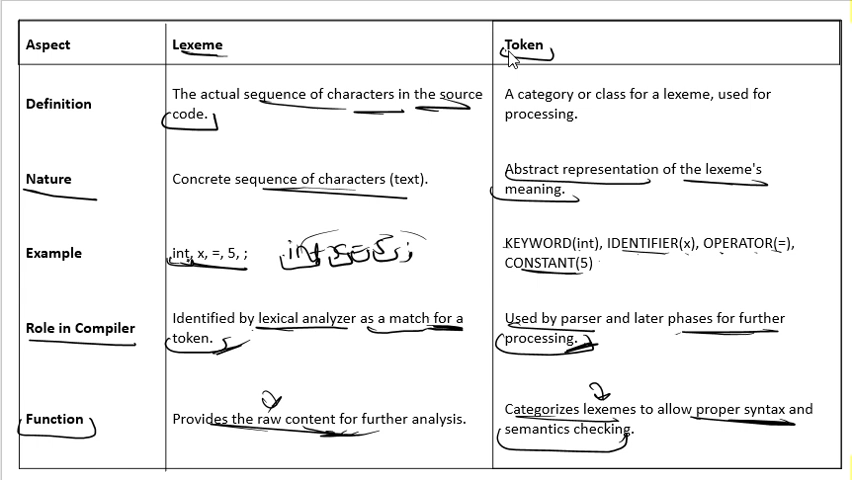 Aspect
Lexeme
Token
Definition
The actual sequence of characters in the source
code.
A category or class for a lexeme, used for
processing.
Nature
Concrete sequence of characters (text).
Abstract representation of the lexeme's
meaning.
Example
int, x, =, 5, ;
int x=5;
KEYWORD(int), IDENTIFIER(x), OPERATOR(=),
CONSTANT(5)
Role in Compiler
Identified by lexical analyzer as a match for a
token.
Used by parser and later phases for further
processing.
Function
Provides the raw content for further analysis.
Categorizes lexemes to allow proper syntax and
semantics checking.